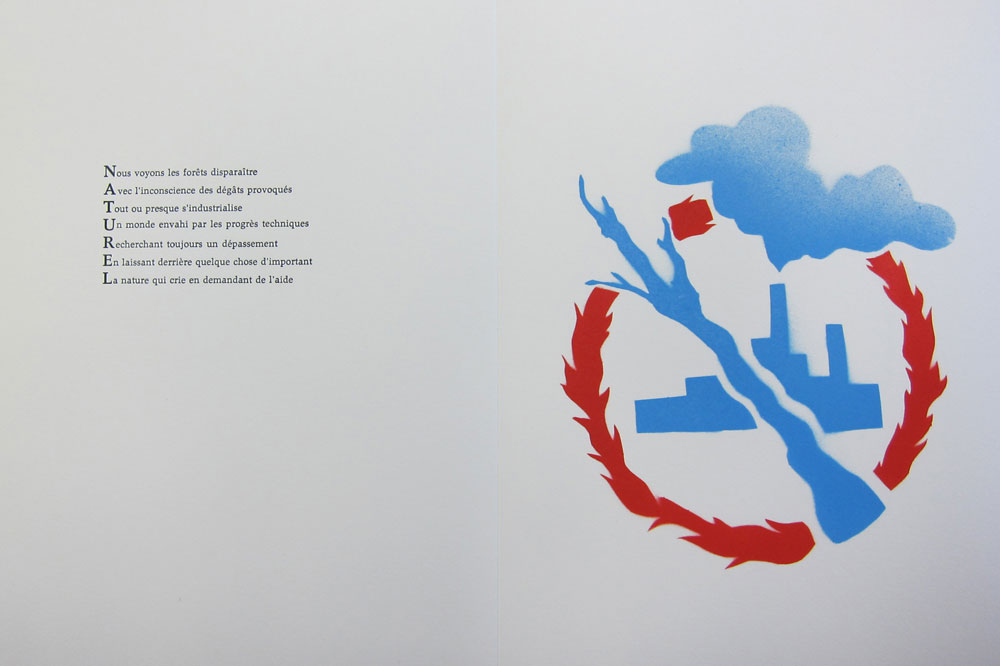 Nous voyons les forêts disparaître
Avec l'inconscience des dégâts provoqués
Tout ou presque s'industrialise
Un monde envahi par les progrès techniques
Recherchant toujours un dépassement
En laissant derrière quelque chose d'important
La nature qui crie en demandant de l'aide